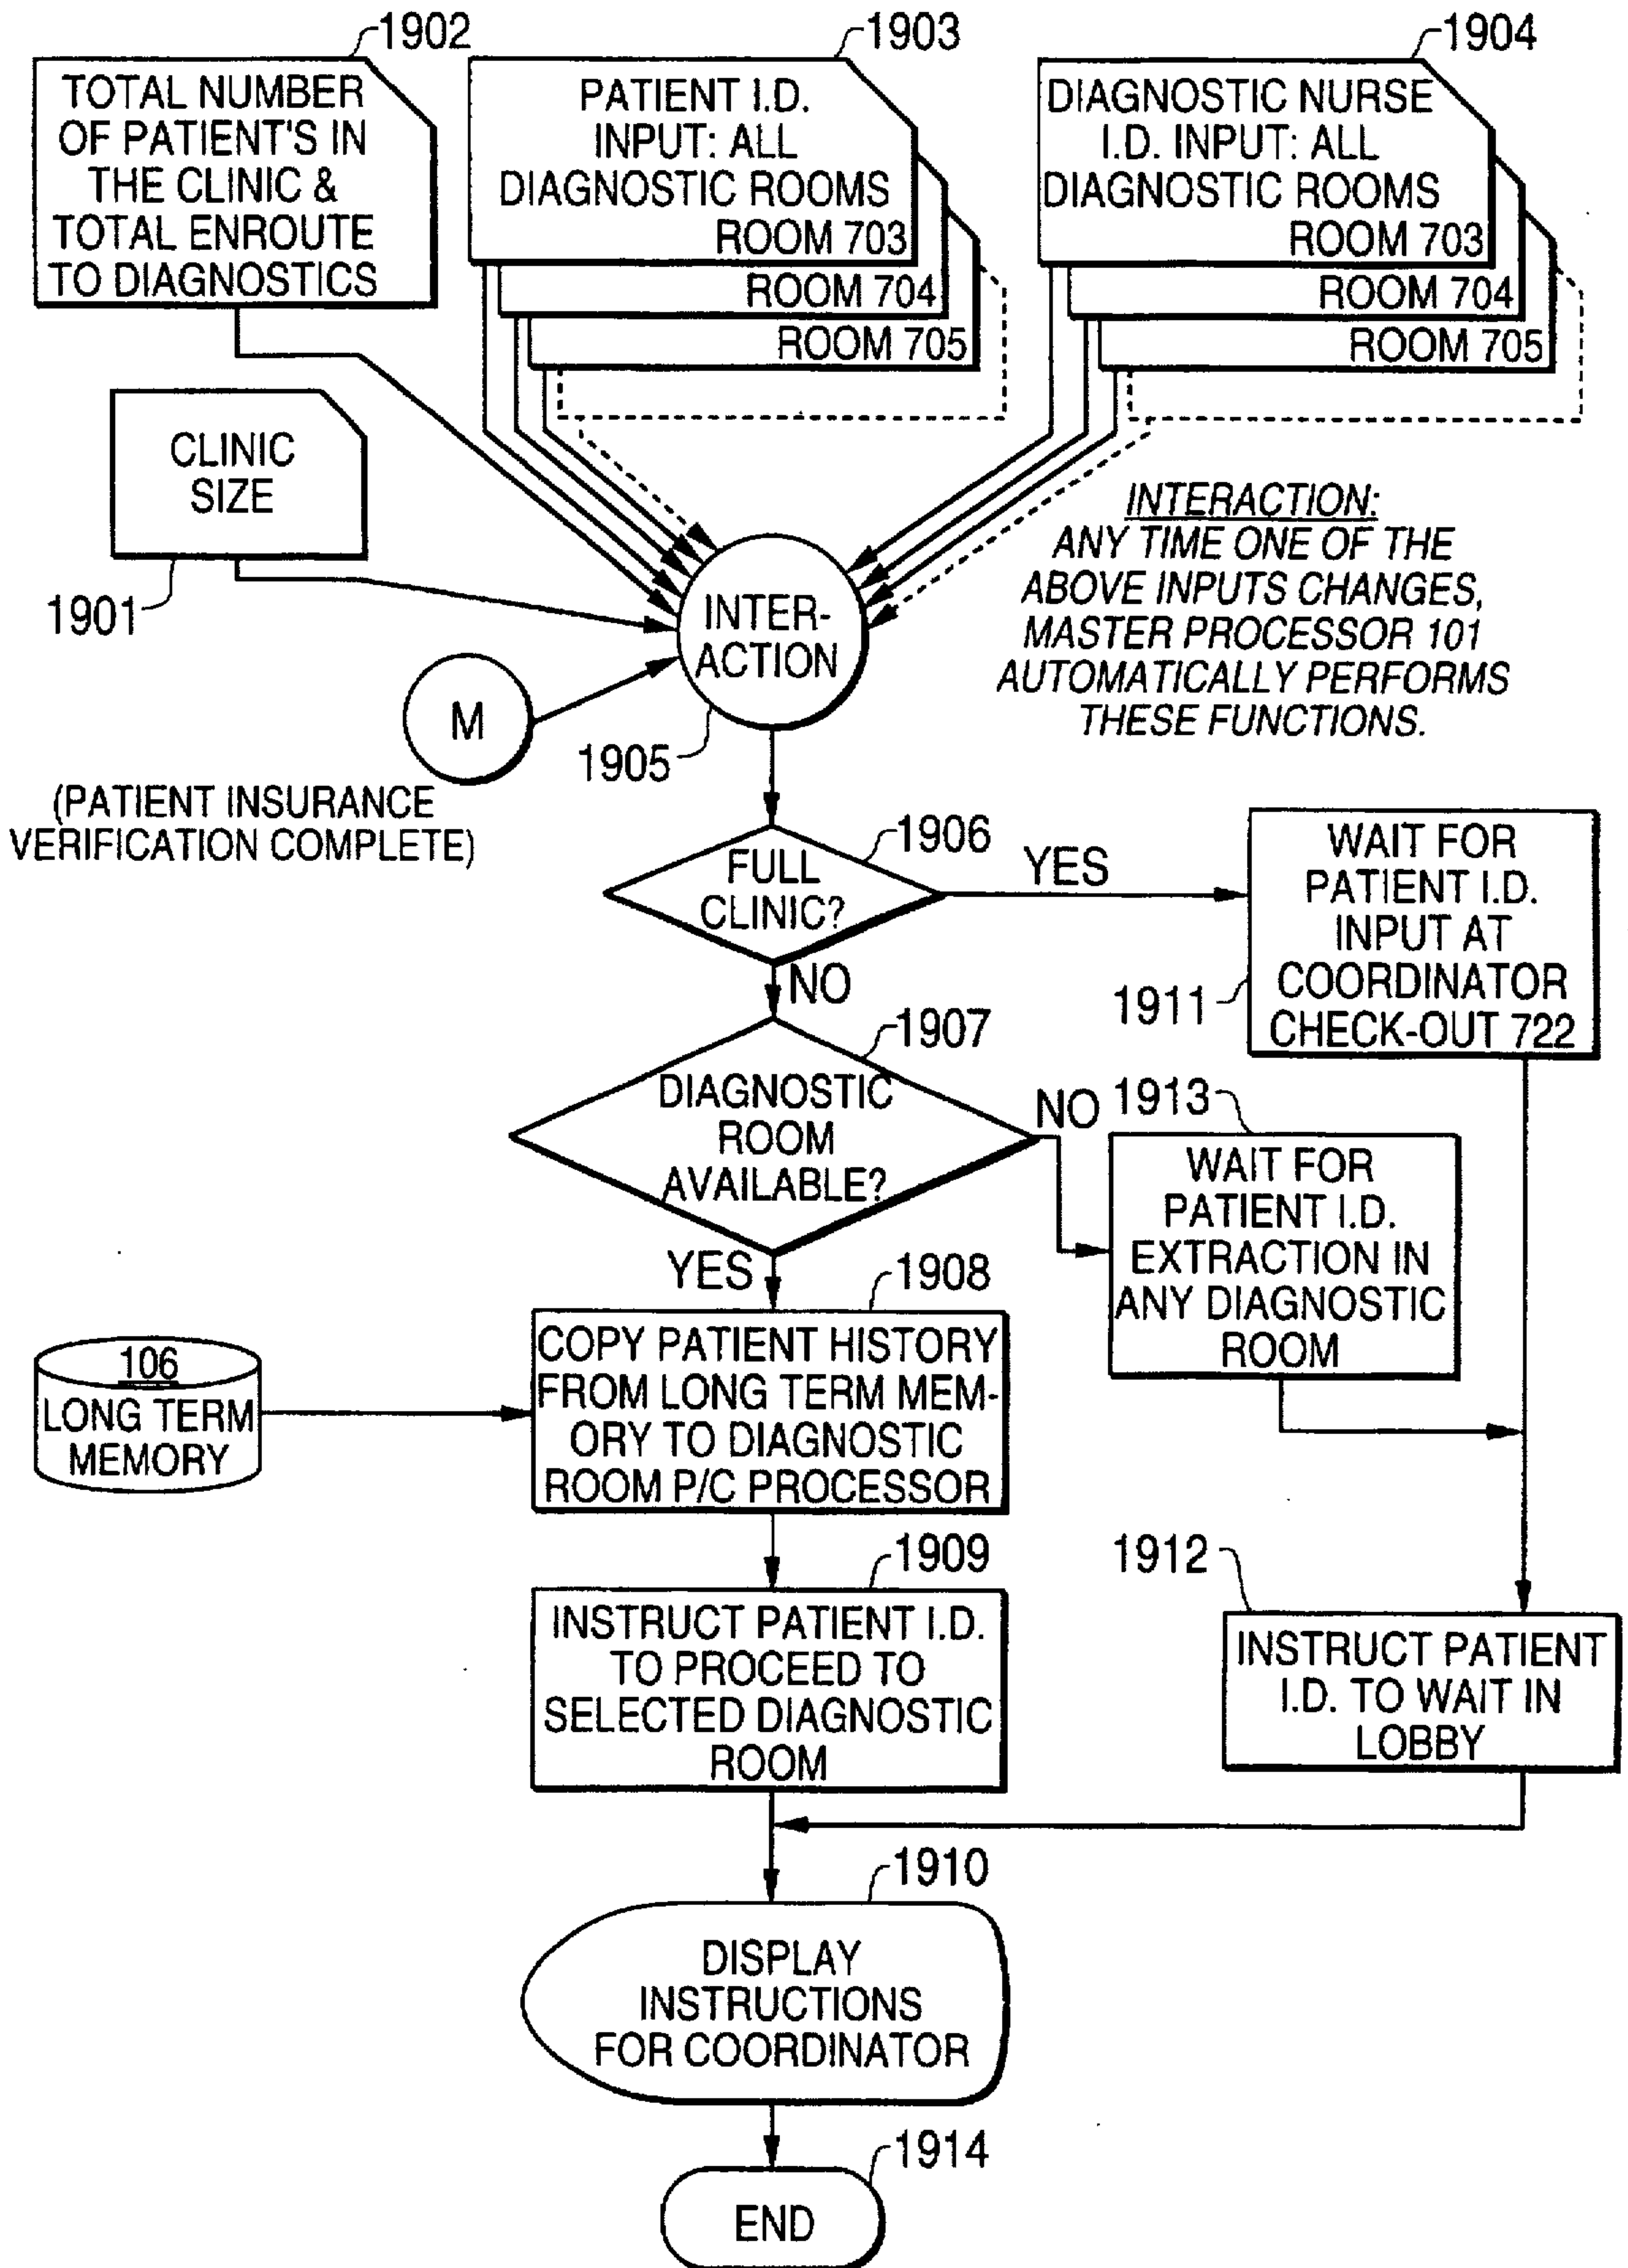 1902
TOTAL NUMBER
OF PATIENT'S IN
THE CLINIC &
TOTAL ENROUTE
TO DIAGNOSTICS
1903
PATIENT I.D.
INPUT: ALL
DIAGNOSTIC ROOMS
ROOM 703
ROOM 704
ROOM 705
1904
DIAGNOSTIC NURSE
I.D. INPUT: ALL
DIAGNOSTIC ROOMS
ROOM 703
ROOM 704
ROOM 705
CLINIC
SIZE
1901
INTERACTION:
ANY TIME ONE OF THE
ABOVE INPUTS CHANGES,
MASTER PROCESSOR 101
AUTOMATICALLY PERFORMS
THESE FUNCTIONS.
INTER-
ACTION
1905
M
(PATIENT INSURANCE
VERIFICATION COMPLETE)
1906
FULL
CLINIC?
YES
NO
WAIT FOR
PATIENT I.D.
INPUT AT
COORDINATOR
CHECK-OUT 722
1911
1907
DIAGNOSTIC
ROOM
AVAILABLE?
NO
YES
1913
WAIT FOR
PATIENT I.D.
EXTRACTION IN
ANY DIAGNOSTIC
ROOM
1908
COPY PATIENT HISTORY
FROM LONG TERM MEM-
ORY TO DIAGNOSTIC
ROOM P/C PROCESSOR
106
LONG TERM
MEMORY
1909
INSTRUCT PATIENT I.D.
TO PROCEED TO
SELECTED DIAGNOSTIC
ROOM
1912
INSTRUCT PATIENT
I.D. TO WAIT IN
LOBBY
1910
DISPLAY
INSTRUCTIONS
FOR COORDINATOR
1914
END